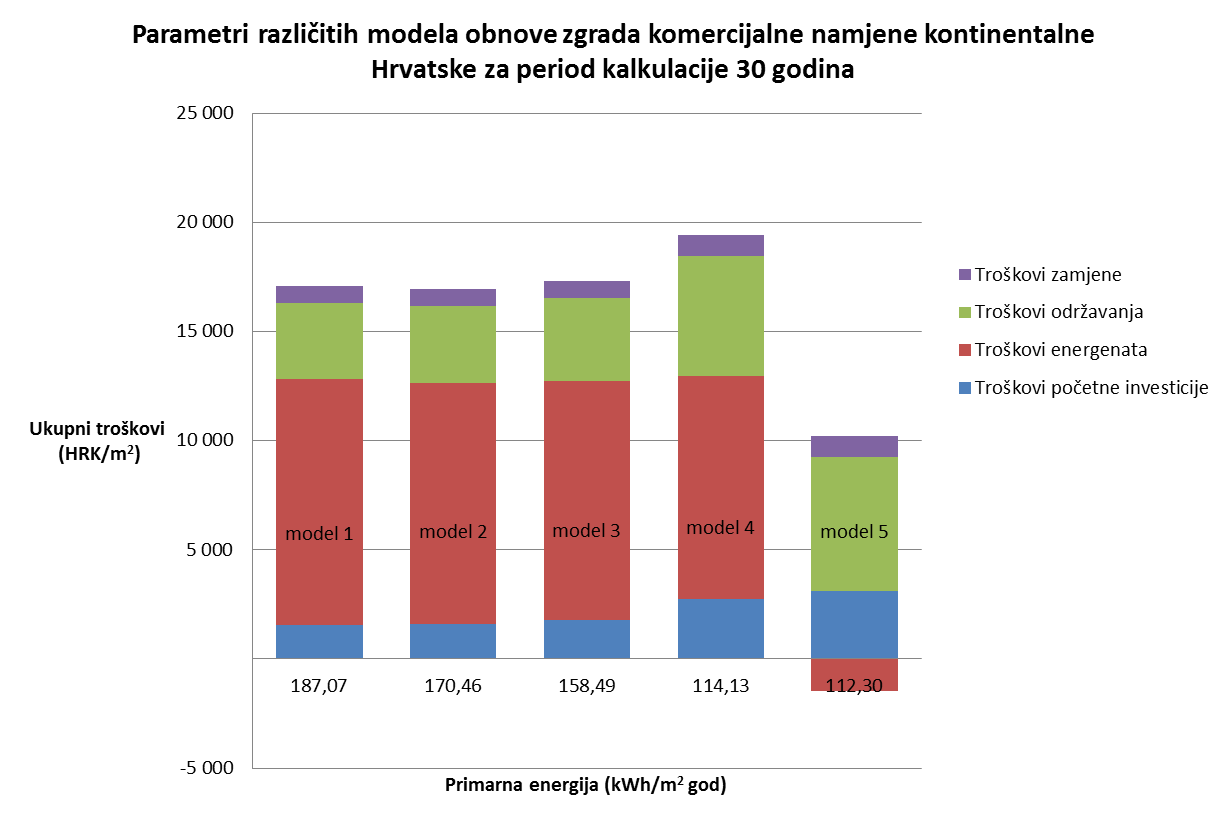 Parametri različitih modela obnove zgrada komercijalne namjene kontinentalne
Hrvatske za period kalkulacije 30 godina
25 000
20 000
15 000
10 000
5 000
-5 000
Ukupni troškovi
(HRK/m²)
model 1
model 2
model 3
model 4
model 5
187,07
170,46
158,49
114,13
112,30
Primarna energija (kWh/m² god)
Troškovi zamjene
Troškovi održavanja
Troškovi energenata
Troškovi početne investicije